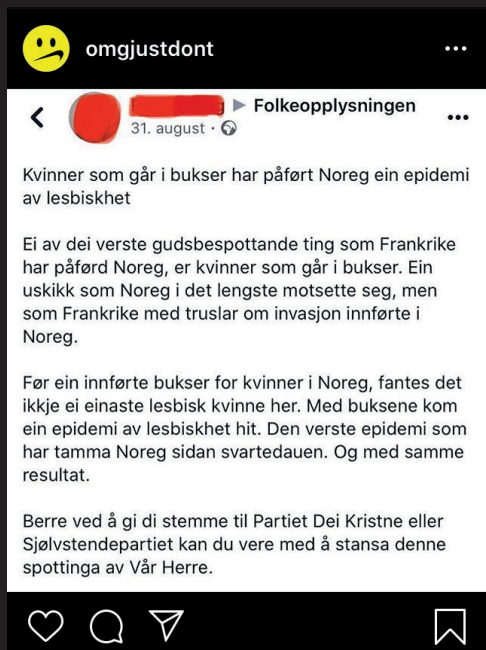 omgjustdont
Folkeopplysningen
31. august
Kvinner som går i bukser har påført Noreg ein epidemi
av lesbiskhet
Ei av dei verste gudsbespottande ting som Frankrike
har påførd Noreg, er kvinner som går i bukser. Ein
uskikk som Noreg i det lengste motsette seg, men
som Frankrike med truslar om invasjon innførte i
Noreg.
Før ein innførte bukser for kvinner i Noreg, fantes det
ikkje ei einaste lesbisk kvinne her. Med buksene kom
ein epidemi av lesbiskhet hit. Den verste epidemi som
har tamma Noreg sidan svartedauen. Og med samme
resultat.
Berre ved å gi di stemme til Partiet Dei Kristne eller
Sjølvstendepartiet kan du vere med å stansa denne
spottinga av Vår Herre.